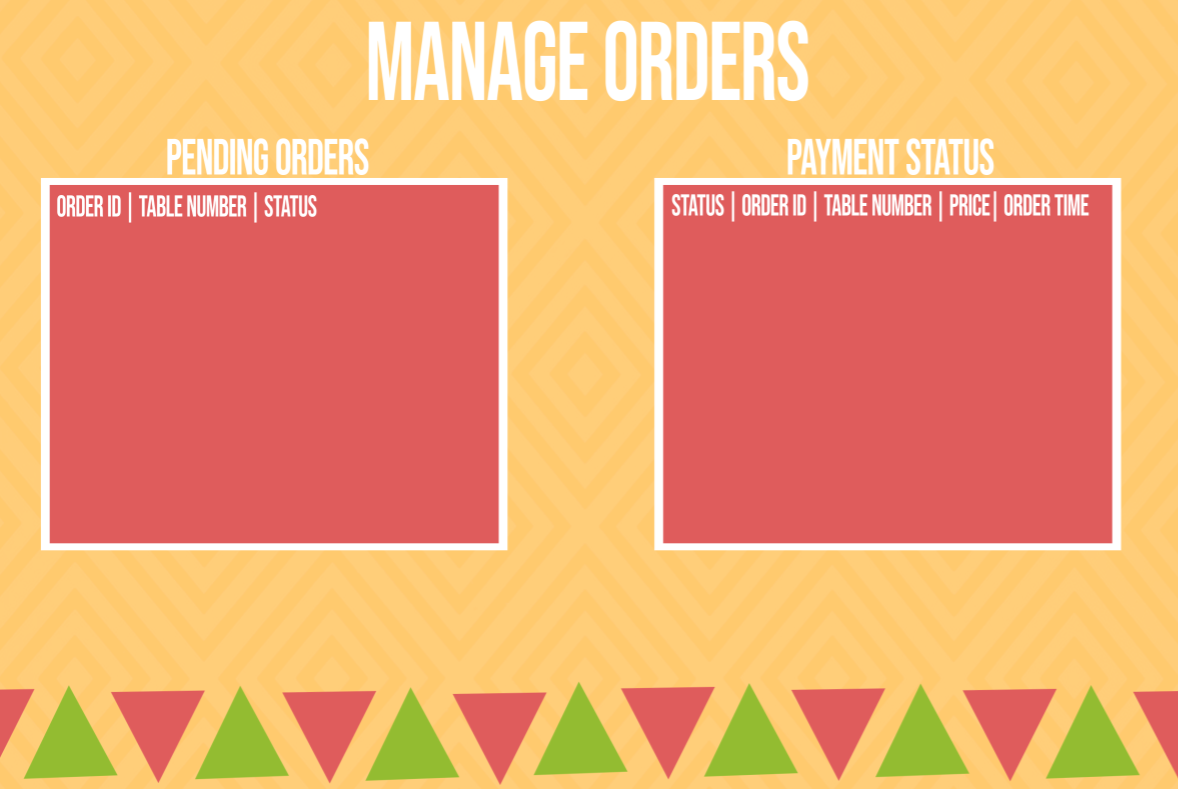 MANAGE ORDERS
PENDING ORDERS
ORDER ID | TABLE NUMBER | STATUS
PAYMENT STATUS
STATUS | ORDER ID | TABLE NUMBER | PRICE| ORDER TIME